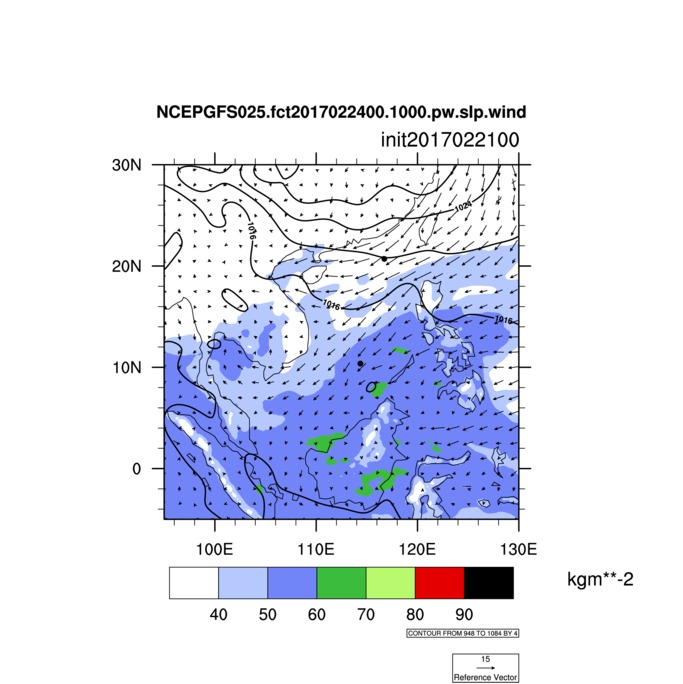 NCEPGFS025.fct2017022400.1000.pw.slp.wind
init2017022100
30N
1024
1016
20N
1016
1016
10N
0
100E 110E 120E 130E
kgm**-2
40 50 60 70 80 90
CONTOUR FROM 948 TO 1084 BY 4
15
Reference Vector